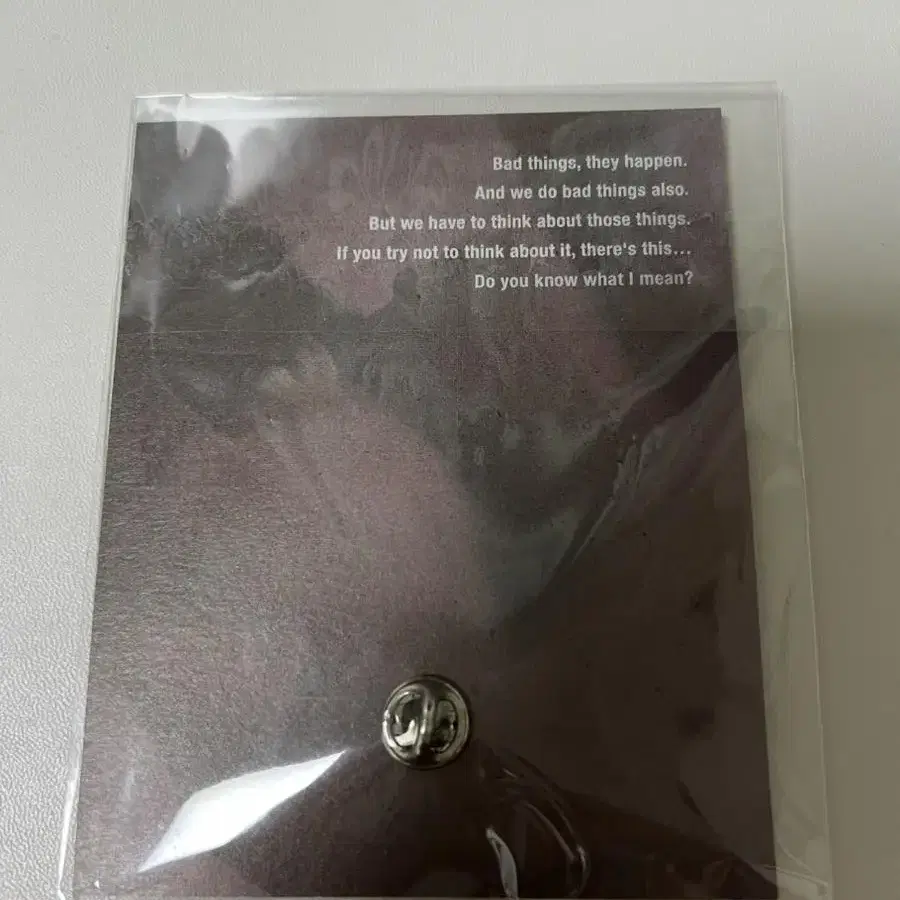 Bad things, they happen.
And we do bad things also.
But we have to think about those things.
If you try not to think about it, there's this...
Do you know what I mean?